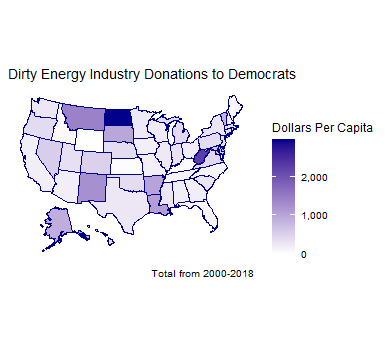 Dirty Energy Industry Donations to Democrats
Dollars Per Capita
2,000
1,000
0
Total from 2000-2018